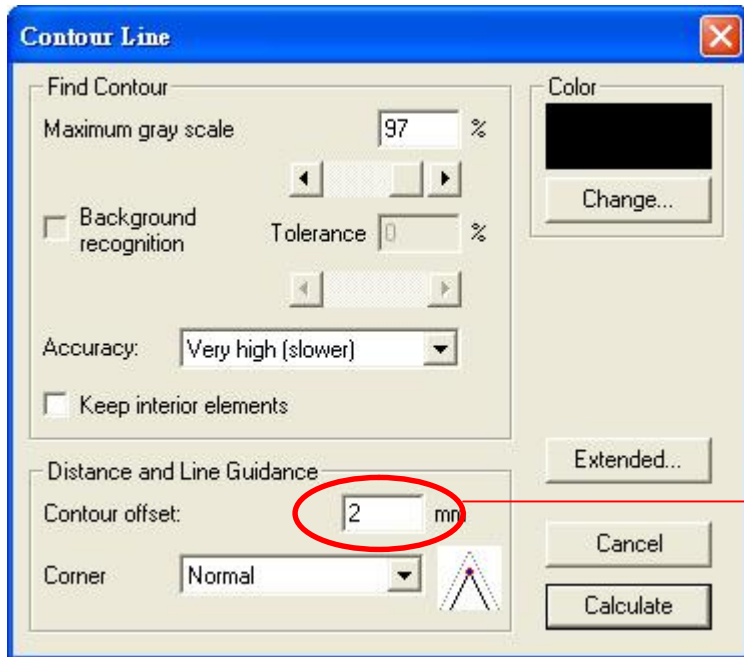 Contour Line
Find Contour
Maximum gray scale 97 %
Background
recognition
Tolerance 0 %
Accuracy: Very high (slower)
Keep interior elements
Distance and Line Guidance
Contour offset: 2 mm
Corner Normal
Color
Change...
Extended...
Cancel
Calculate